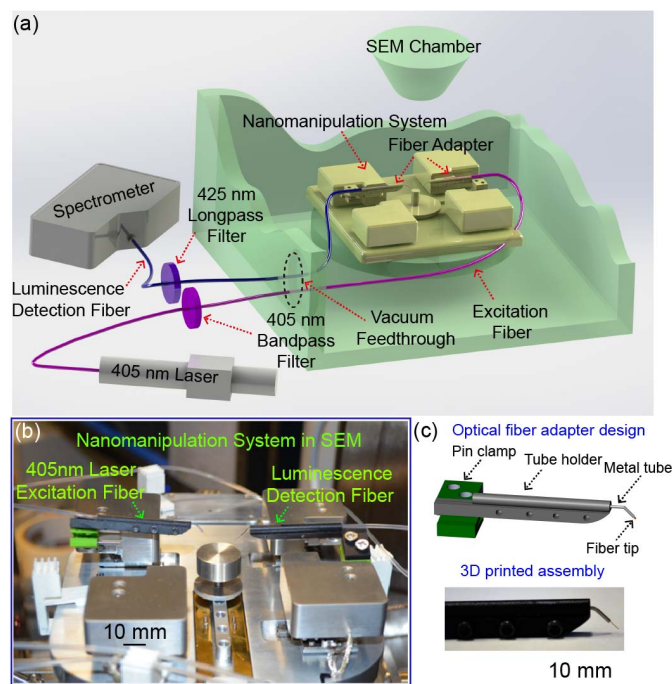 (a)
SEM Chamber
Nanomanipulation System
Fiber Adapter
Spectrometer
425 nm
Longpass
Filter
Luminescence
Detection Fiber
405 nm
Bandpass
Filter
Vacuum
Feedthrough
Excitation
Fiber
405 nm Laser
(b)
Nanomanipulation System in SEM
405nm Laser
Excitation Fiber
Luminescence
Detection Fiber
10 mm
(c)
Optical fiber adapter design
Pin clamp
Tube holder
Metal tube
Fiber tip
3D printed assembly
10 mm